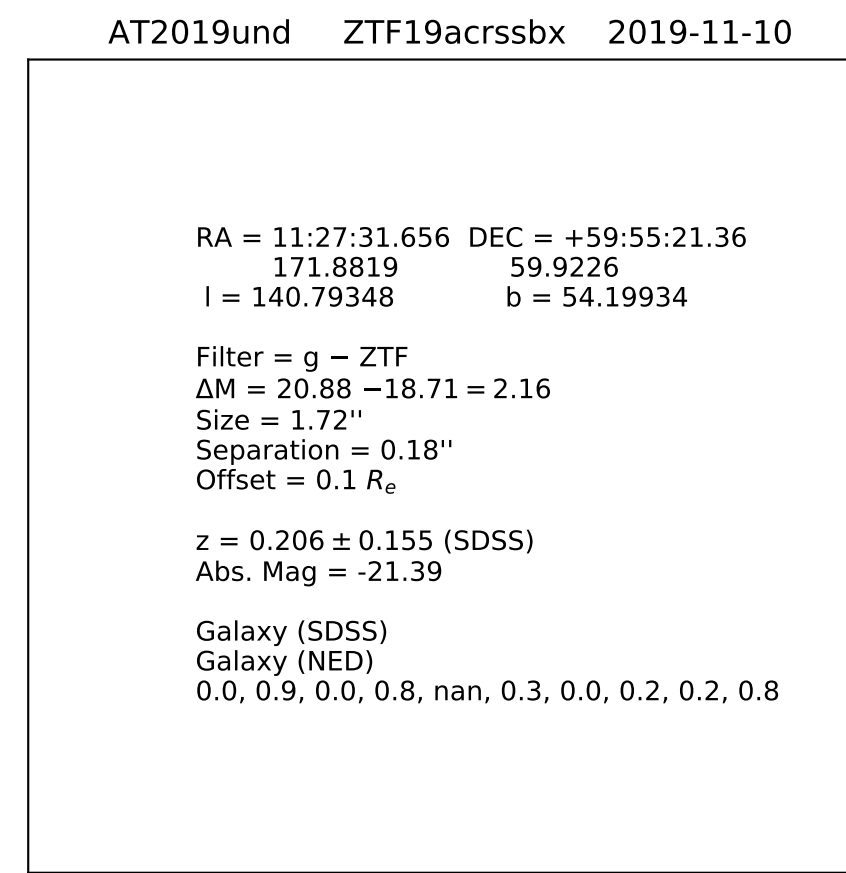 AT2019und ZTF19acrssbx 2019-11-10
RA = 11:27:31.656 DEC = +59:55:21.36
171.8819 59.9226
l = 140.79348 b = 54.19934
Filter = g − ZTF
ΔM = 20.88 −18.71 = 2.16
Size = 1.72''
Separation = 0.18''
Offset = 0.1 Re
z = 0.206 ± 0.155 (SDSS)
Abs. Mag = -21.39
Galaxy (SDSS)
Galaxy (NED)
0.0, 0.9, 0.0, 0.8, nan, 0.3, 0.0, 0.2, 0.2, 0.8